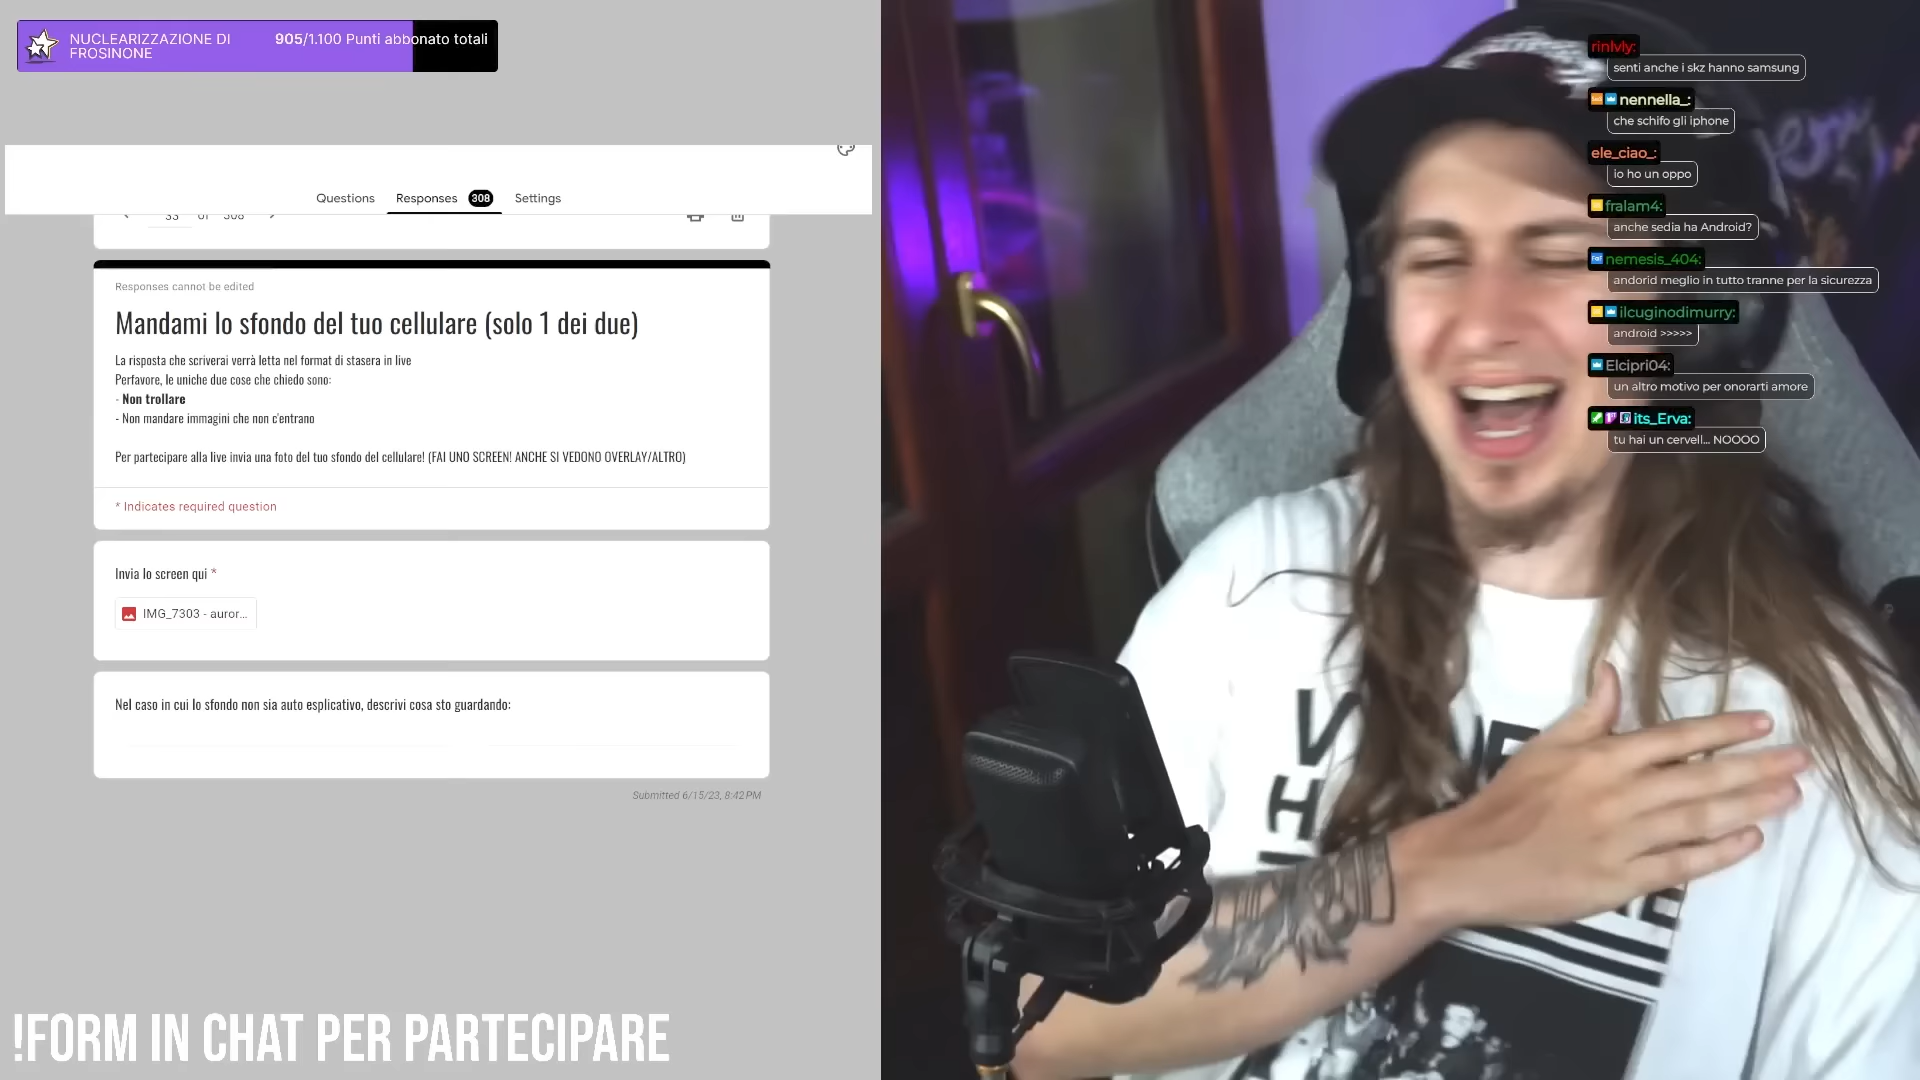 NUCLEARIZZAZIONE DI FROSINONE
905/1.100 Punti abbonato totali
Questions
Responses
308
Settings
33 of 308
Responses cannot be edited
Mandami lo sfondo del tuo cellulare (solo 1 dei due)
La risposta che scriverai verrà letta nel format di stasera in live
Perfavore, le uniche due cose che chiedo sono:
- Non trollare
- Non mandare immagini che non c'entrano
Per partecipare alla live invia una foto del tuo sfondo del cellulare! (FAI UNO SCREEN! ANCHE SI VEDONO OVERLAY/ALTRO)
* Indicates required question
Invia lo screen qui *
IMG_7303 - auror...
Nel caso in cui lo sfondo non sia auto esplicativo, descrivi cosa sto guardando:
Submitted 6/15/23, 8:42 PM
!FORM IN CHAT PER PARTECIPARE
rinlvly:
senti anche i skz hanno samsung
nennella_:
che schifo gli iphone
ele_ciao_:
io ho un oppo
fralam4:
anche sedia ha Android?
nemesis_404:
andorid meglio in tutto tranne per la sicurezza
ilcuginodimurry:
android >>>>>
Elcipri04:
un altro motivo per onorarti amore
its_Erva:
tu hai un cervell... NOOOO